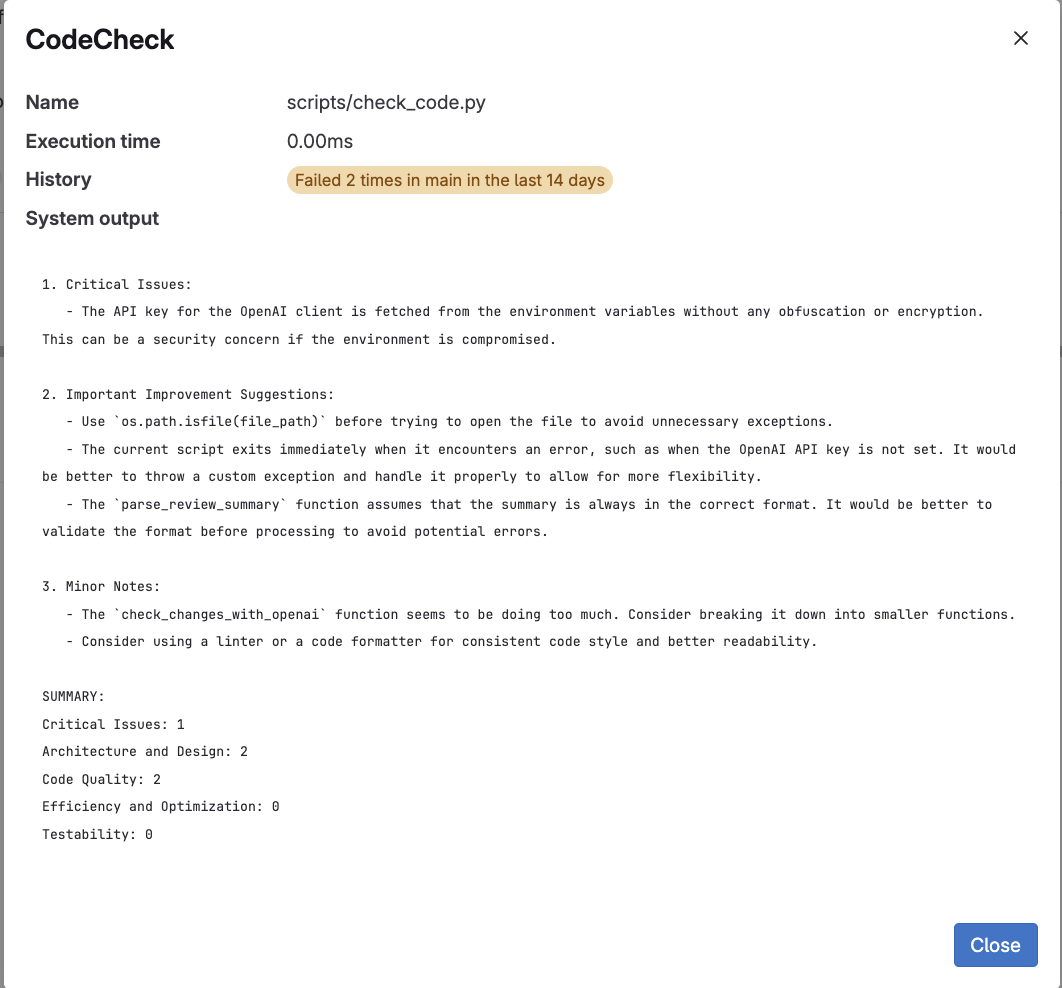 CodeCheck
Name scripts/check_code.py
Execution time 0.00ms
History Failed 2 times in main in the last 14 days
System output
1. Critical Issues:
- The API key for the OpenAI client is fetched from the environment variables without any obfuscation or encryption.
This can be a security concern if the environment is compromised.
2. Important Improvement Suggestions:
- Use `os.path.isfile(file_path)` before trying to open the file to avoid unnecessary exceptions.
- The current script exits immediately when it encounters an error, such as when the OpenAI API key is not set. It would
be better to throw a custom exception and handle it properly to allow for more flexibility.
- The `parse_review_summary` function assumes that the summary is always in the correct format. It would be better to
validate the format before processing to avoid potential errors.
3. Minor Notes:
- The `check_changes_with_openai` function seems to be doing too much. Consider breaking it down into smaller functions.
- Consider using a linter or a code formatter for consistent code style and better readability.
SUMMARY:
Critical Issues: 1
Architecture and Design: 2
Code Quality: 2
Efficiency and Optimization: 0
Testability: 0
Close